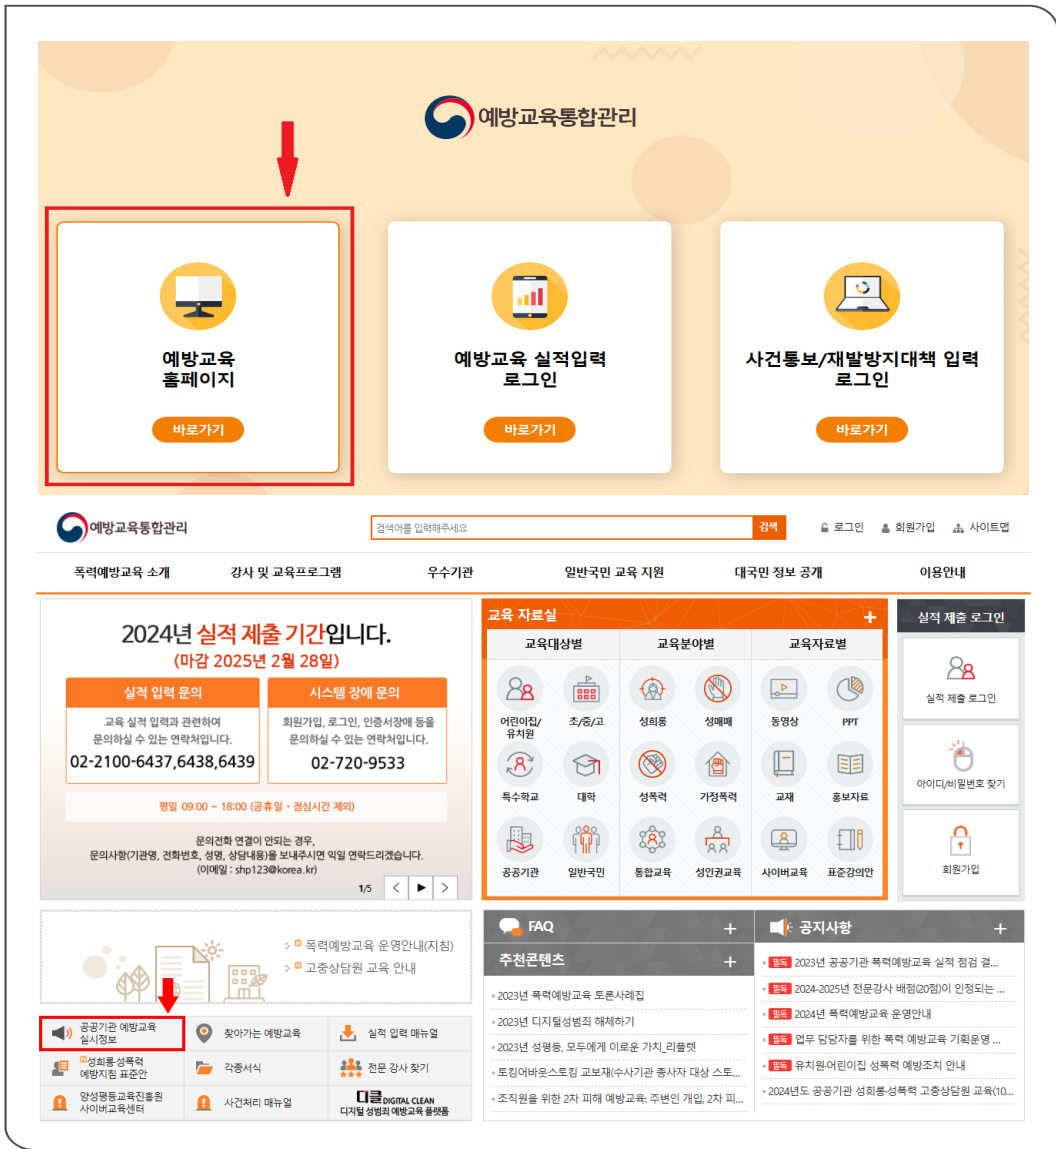 예방교육통합관리
예방교육
홈페이지
바로가기
예방교육 실적입력
로그인
바로가기
사건통보/재발방지대책 입력
로그인
바로가기
예방교육통합관리
검색어를 입력해주세요
검색
로그인
회원가입
사이트맵
폭력예방교육 소개
강사 및 교육프로그램
우수기관
일반국민 교육 지원
대국민 정보 공개
이용안내
2024년 실적 제출 기간입니다.
(마감 2025년 2월 28일)
실적 입력 문의
교육 실적 입력과 관련하여
문의하실 수 있는 연락처입니다.
02-2100-6437,6438,6439
시스템 장애 문의
회원가입, 로그인, 인증서장애 등을
문의하실 수 있는 연락처입니다.
02-720-9533
평일 09:00 ~ 18:00 (공휴일·점심시간 제외)
문의전화 연결이 안되는 경우,
문의사항(기관명, 전화번호, 성명, 상담내용)을 보내주시면 익일 연락드리겠습니다.
(이메일 : shp123@korea.kr)
1/5
교육 자료실
교육대상별
교육분야별
교육자료별
어린이집/
유치원
초/중/고
성희롱
성매매
동영상
PPT
특수학교
대학
성폭력
가정폭력
교재
홍보자료
공공기관
일반국민
통합교육
성인권교육
사이버교육
표준강의안
실적 제출 로그인
실적 제출 로그인
아이디/비밀번호 찾기
회원가입
폭력예방교육 운영안내(지침)
고충상담원 교육 안내
공공기관 예방교육
실시정보
찾아가는 예방교육
실적 입력 매뉴얼
성희롱·성폭력
예방지침 표준안
각종서식
전문 강사 찾기
양성평등교육진흥원
사이버교육센터
사건처리 매뉴얼
디클 DIGITAL CLEAN
디지털 성범죄 예방교육 플랫폼
FAQ
추천콘텐츠
2023년 폭력예방교육 토론사례집
2023년 디지털성범죄 해체하기
2023년 성평등, 모두에게 이로운 가치_리플렛
토킹어바웃스토킹 교보재(수사기관 종사자 대상 스토...
조직원을 위한 2차 피해 예방교육: 주변인 개입, 2차 피...
공지사항
필독 2023년 공공기관 폭력예방교육 실적 점검 결...
필독 2024-2025년 전문강사 배점(20점)이 인정되는 ...
필독 2024년 폭력예방교육 운영안내
필독 업무 담당자를 위한 폭력 예방교육 기획운영 ...
필독 유치원·어린이집 성폭력 예방조치 안내
2024년도 공공기관 성희롱·성폭력 고충상담원 교육(10...